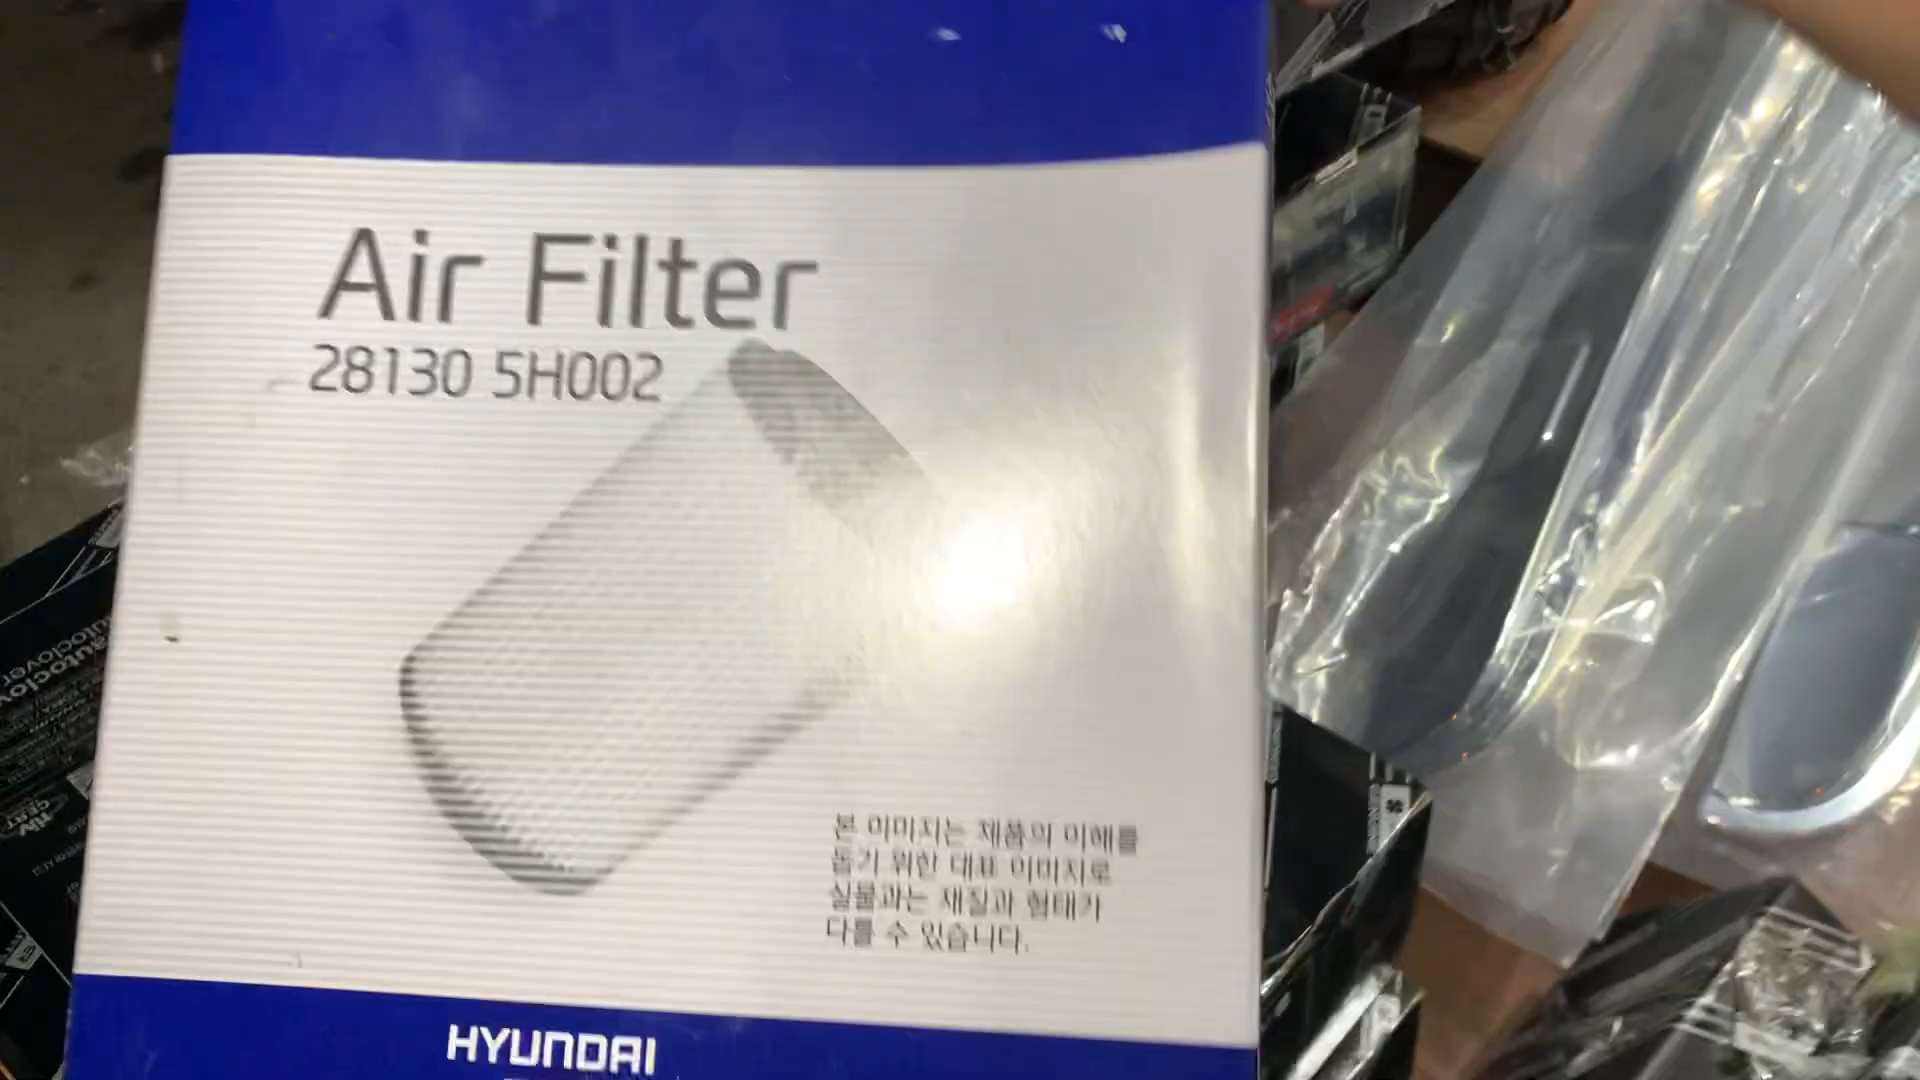 Air Filter
28130 5H002
본 이미지는 제품의 이해를
돕기 위한 대표 이미지로
실물과는 재질과 형태가
다를 수 있습니다.
HYUNDAI
autoclover
autoclover